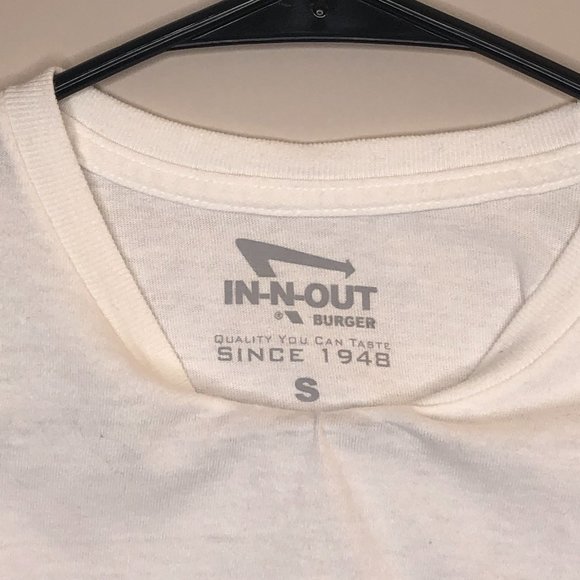 IN-N-OUT
® BURGER
QUALITY YOU CAN TASTE
SINCE 1948
S